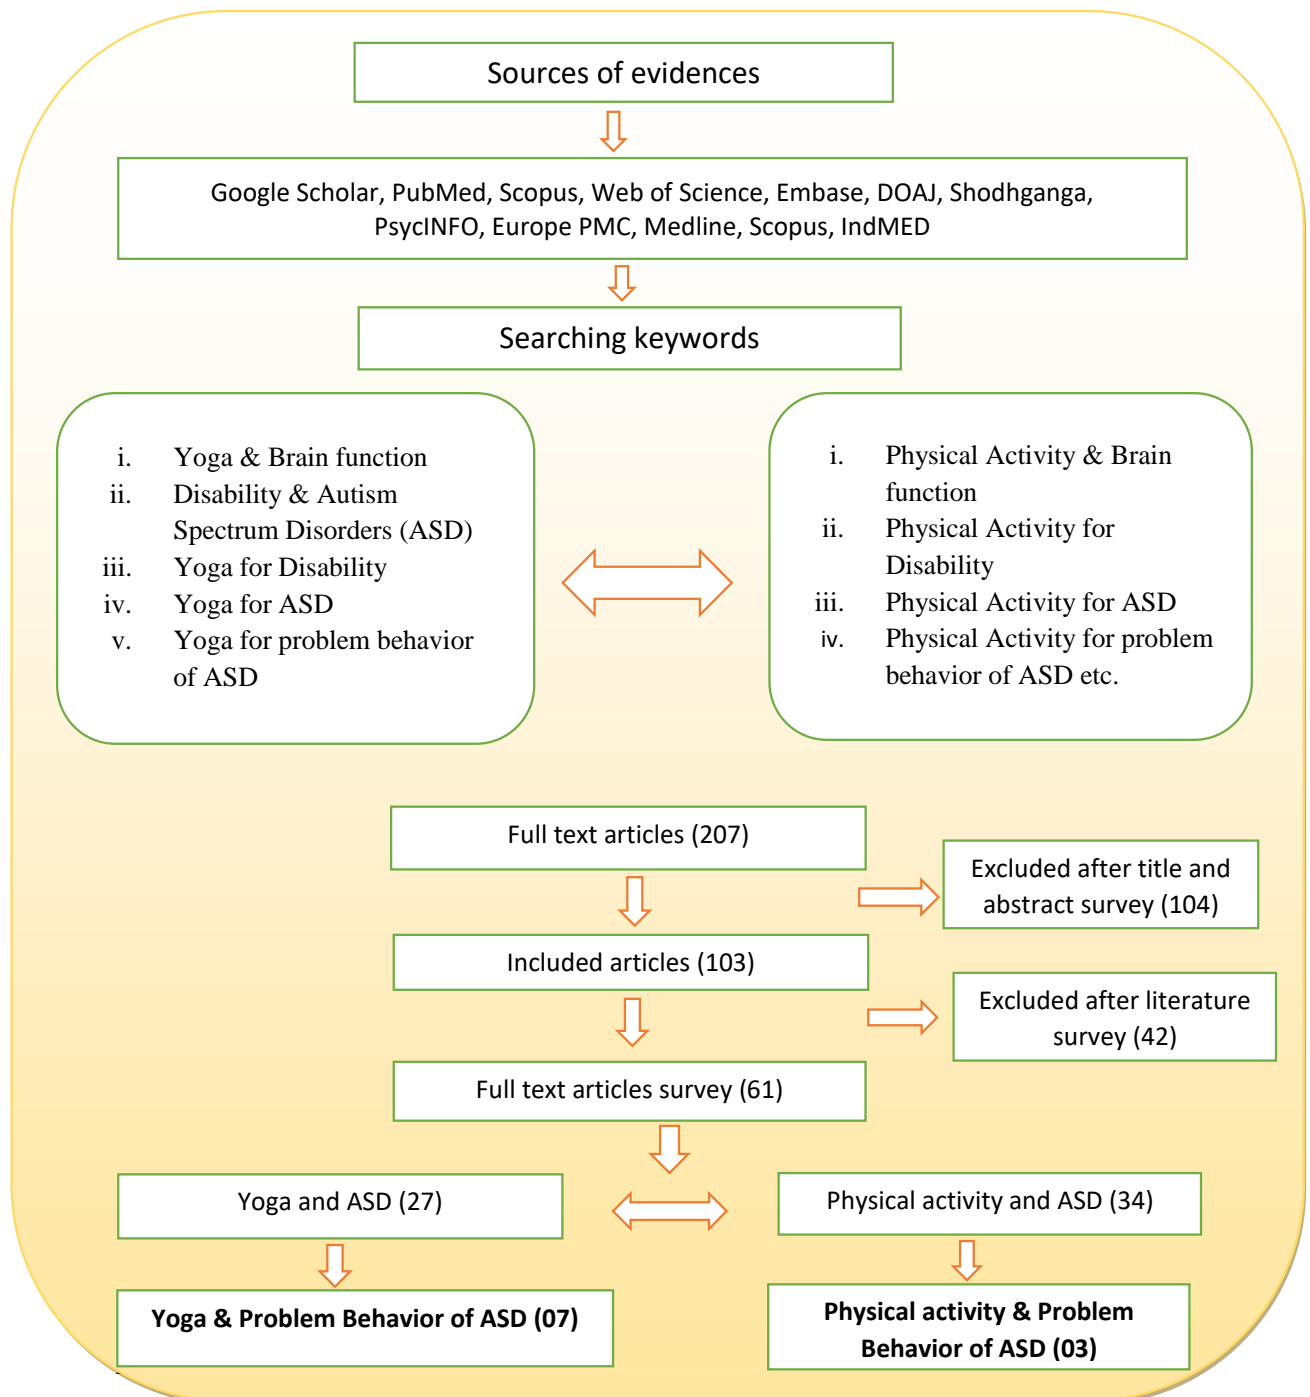 Sources of evidences
Google Scholar, PubMed, Scopus, Web of Science, Embase, DOAJ, Shodhganga,
PsycINFO, Europe PMC, Medline, Scopus, IndMED
Searching keywords
i. Yoga & Brain function
ii. Disability & Autism
Spectrum Disorders (ASD)
iii. Yoga for Disability
iv. Yoga for ASD
v. Yoga for problem behavior
of ASD
i. Physical Activity & Brain
function
ii. Physical Activity for
Disability
iii. Physical Activity for ASD
iv. Physical Activity for problem
behavior of ASD etc.
Full text articles (207)
Excluded after title and
abstract survey (104)
Included articles (103)
Excluded after literature
survey (42)
Full text articles survey (61)
Yoga and ASD (27)
Physical activity and ASD (34)
Yoga & Problem Behavior of ASD (07)
Physical activity & Problem
Behavior of ASD (03)